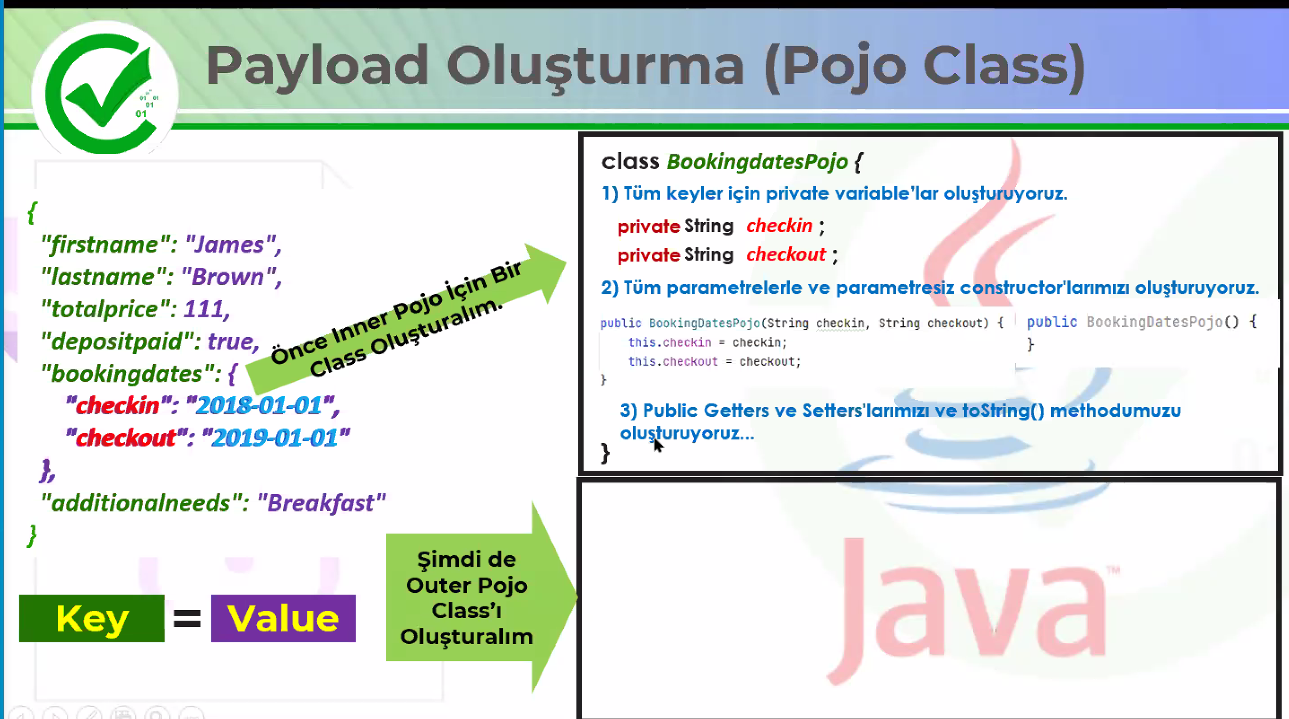 Payload Oluşturma (Pojo Class)
01 01
01
01
{
"firstname": "James",
"lastname": "Brown",
"totalprice": 111,
"depositpaid": true,
"bookingdates": {
"checkin": "2018-01-01",
"checkout": "2019-01-01"
},
"additionalneeds": "Breakfast"
}
Key = Value
Önce Inner Pojo İçin Bir
Class Oluşturalım.
class BookingdatesPojo {
1) Tüm keyler için private variable'lar oluşturuyoruz.
private String checkin ;
private String checkout ;
2) Tüm parametrelerle ve parametresiz constructor'larımızı oluşturuyoruz.
public BookingDatesPojo(String checkin, String checkout) {
this.checkin = checkin;
this.checkout = checkout;
}
public BookingDatesPojo() {
}
3) Public Getters ve Setters'larımızı ve toString() methodumuzu
oluşturuyoruz...
}
Şimdi de
Outer Pojo
Class'ı
Oluşturalım
Java™